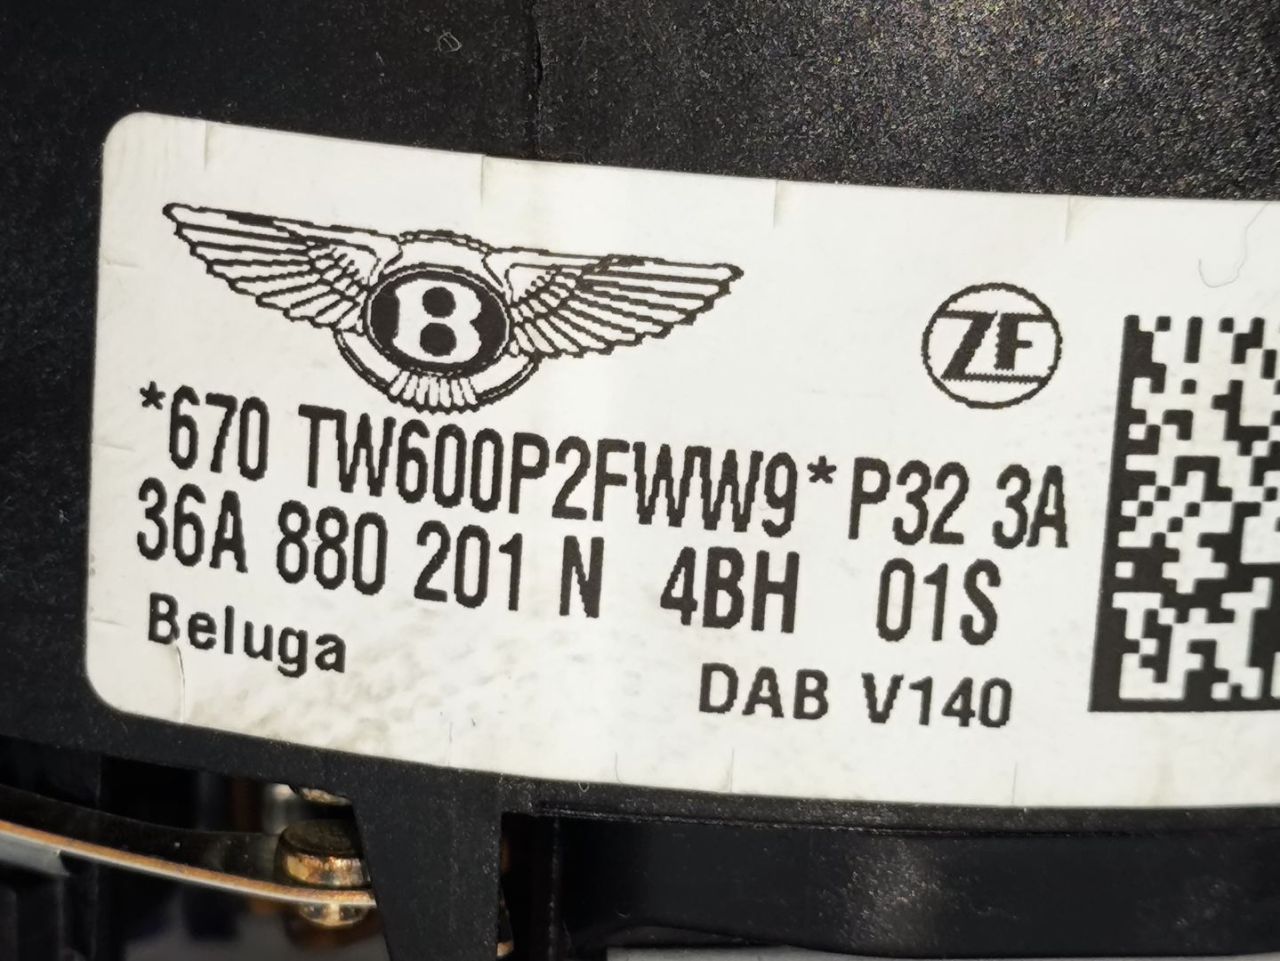 B
ZF
*670 TW600P2FWW9*P32 3A
36A 880 201 N 4BH 01S
Beluga
DAB V140